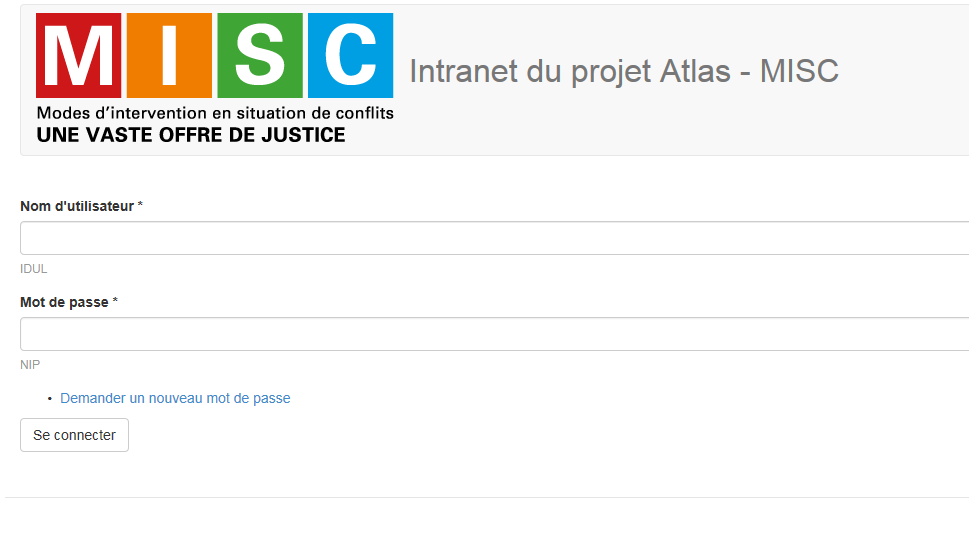 MISC
Intranet du projet Atlas - MISC
Modes d'intervention en situation de conflits
UNE VASTE OFFRE DE JUSTICE
Nom d'utilisateur *
IDUL
Mot de passe *
NIP
• Demander un nouveau mot de passe
Se connecter